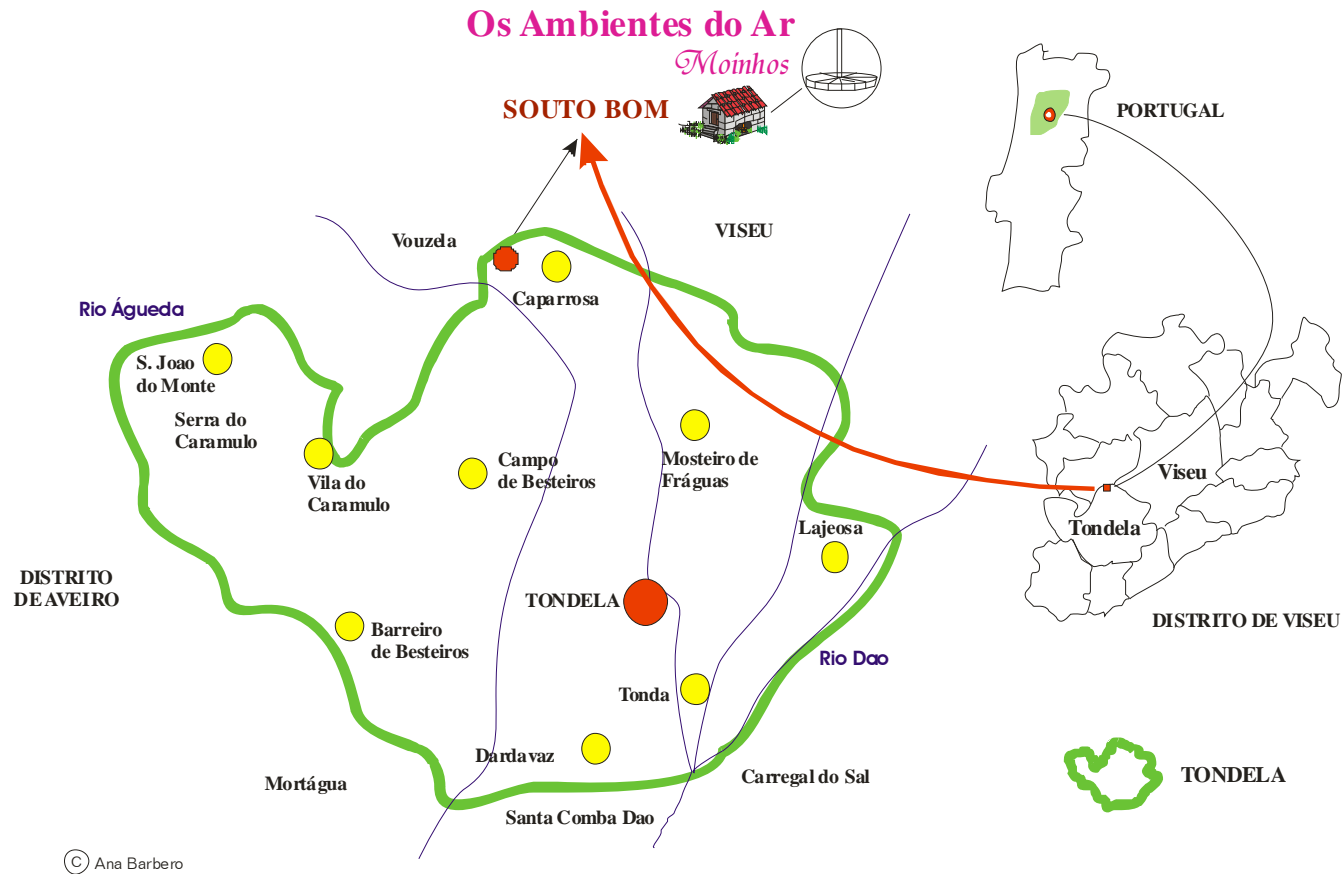 Os Ambientes do Ar
Moinhos
SOUTO BOM
PORTUGAL
VISEU
Vouzela
Caparrosa
Rio Águeda
S. Joao
do Monte
Serra do
Caramulo
Vila do
Caramulo
Campo
de Besteiros
Mosteiro de
Fráguas
Viseu
Tondela
Lajeosa
DISTRITO
DE AVEIRO
TONDELA
DISTRITO DE VISEU
Barreiro
de Besteiros
Rio Dao
Tonda
Dardavaz
Mortágua
Carregal do Sal
TONDELA
Santa Comba Dao
C Ana Barbero